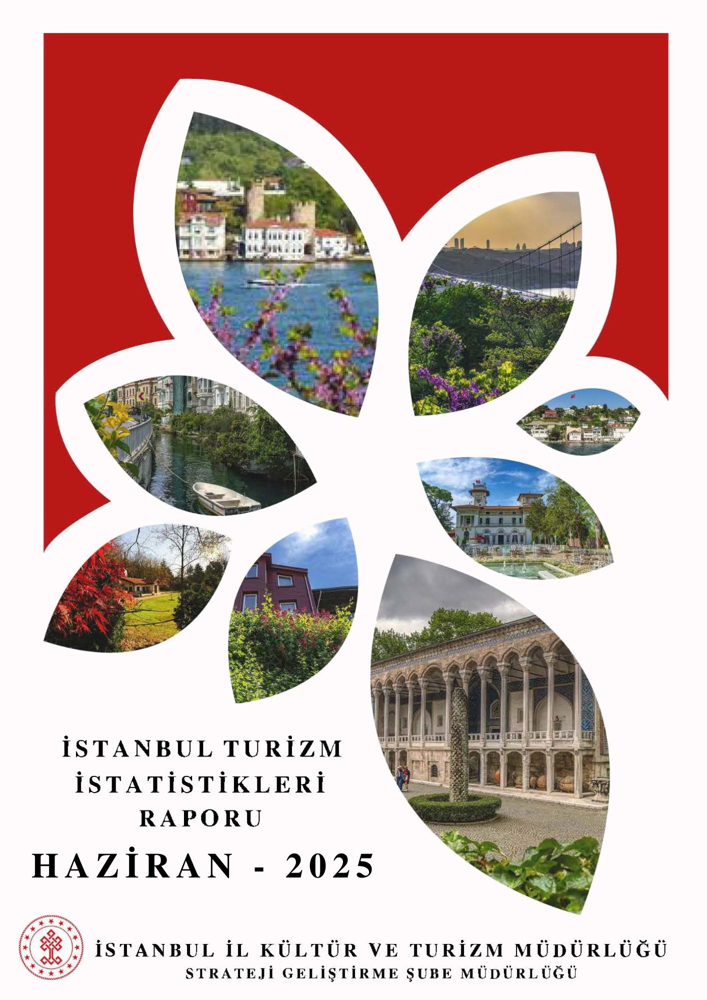 İSTANBUL TURİZM
İSTATİSTİKLERİ
RAPORU
HAZİRAN - 2025
İSTANBUL İL KÜLTÜR VE TURİZM MÜDÜRLÜĞÜ
STRATEJİ GELİŞTİRME ŞUBE MÜDÜRLÜĞÜ